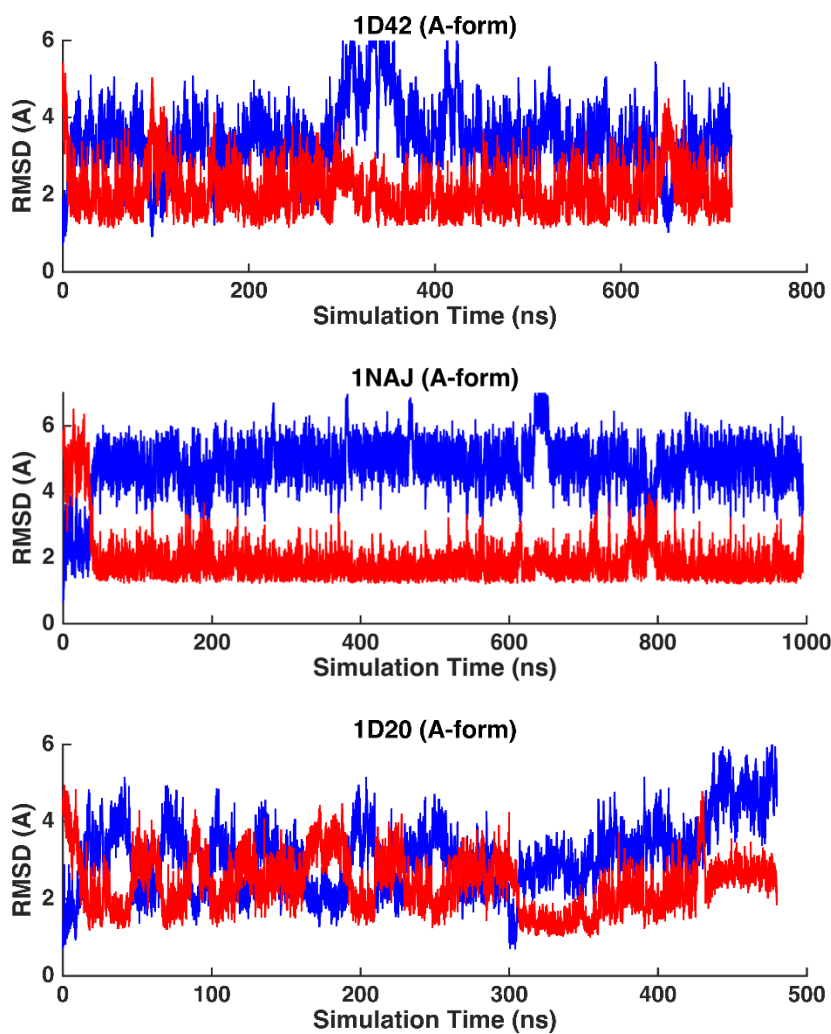 1D42 (A-form)
RMSD (A)
6
4
2
0
0 200 400 600 800
Simulation Time (ns)
1NAJ (A-form)
RMSD (A)
6
4
2
0
0 200 400 600 800 1000
Simulation Time (ns)
1D20 (A-form)
RMSD (A)
6
4
2
0
0 100 200 300 400 500
Simulation Time (ns)